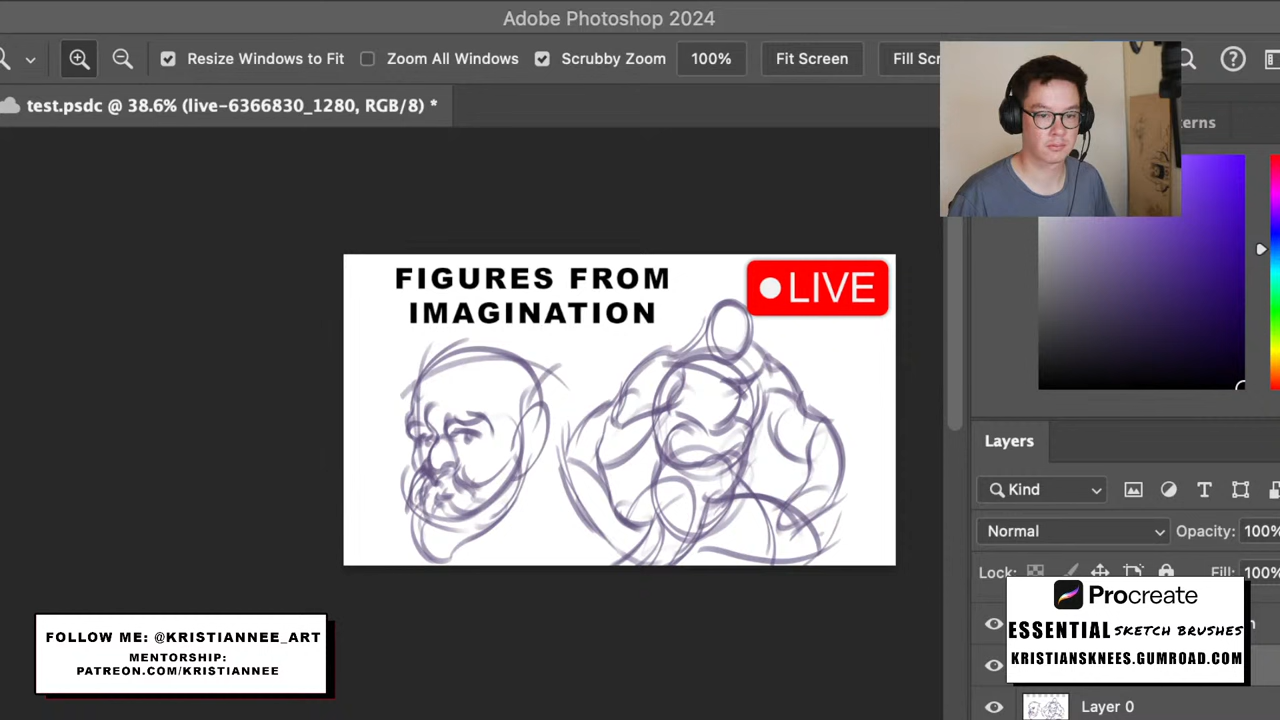 Adobe Photoshop 2024
Resize Windows to Fit Zoom All Windows Scrubby Zoom 100% Fit Screen Fill
test.psdc @ 38.6% (live-6366830_1280, RGB/8) *
FIGURES FROM
IMAGINATION
LIVE
Layers
Kind
Normal Opacity: 100%
Lock: Fill: 100%
Procreate
ESSENTIAL SKETCH BRUSHES
KRISTIANSKNEES.GUMROAD.COM
Layer 0
FOLLOW ME: @KRISTIANNEE_ART
MENTORSHIP:
PATREON.COM/KRISTIANNEE